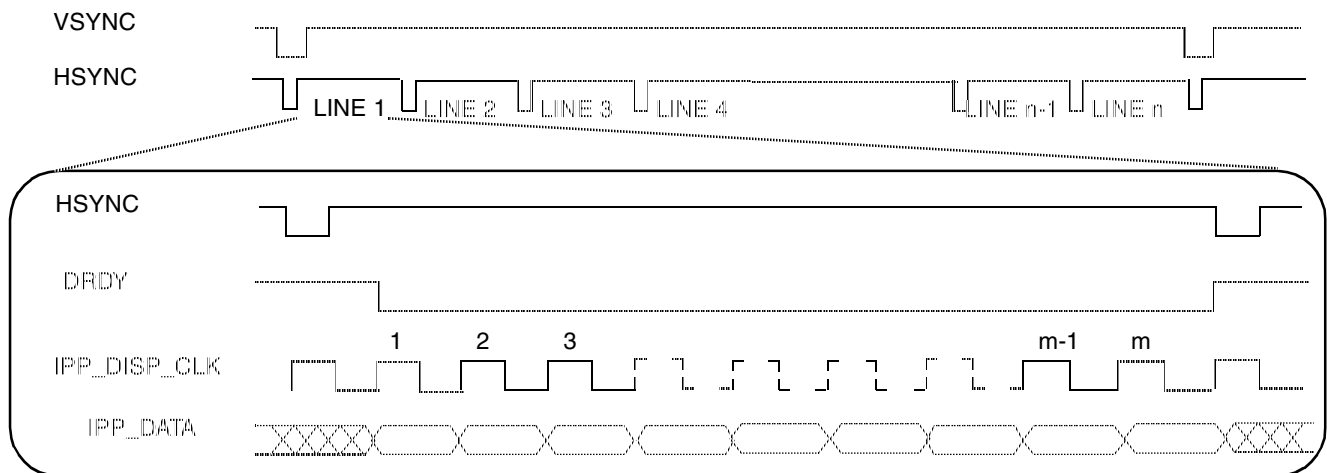 VSYNC
HSYNC
LINE 1 LINE 2 LINE 3 LINE 4 LINE n-1 LINE n
HSYNC
DRDY
1 2 3 m-1 m
IPP_DISP_CLK
IPP_DATA